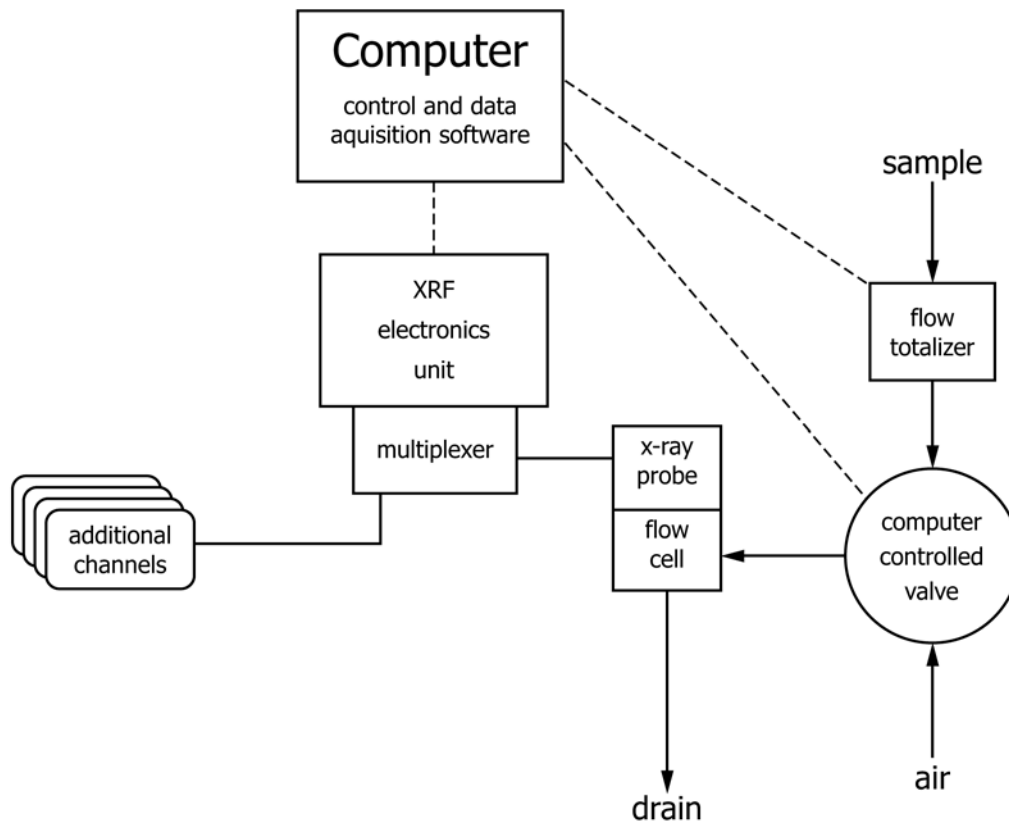 Computer
control and data
aquisition software
sample
XRF
electronics
unit
flow
totalizer
multiplexer
x-ray
probe
flow
cell
computer
controlled
valve
additional
channels
air
drain